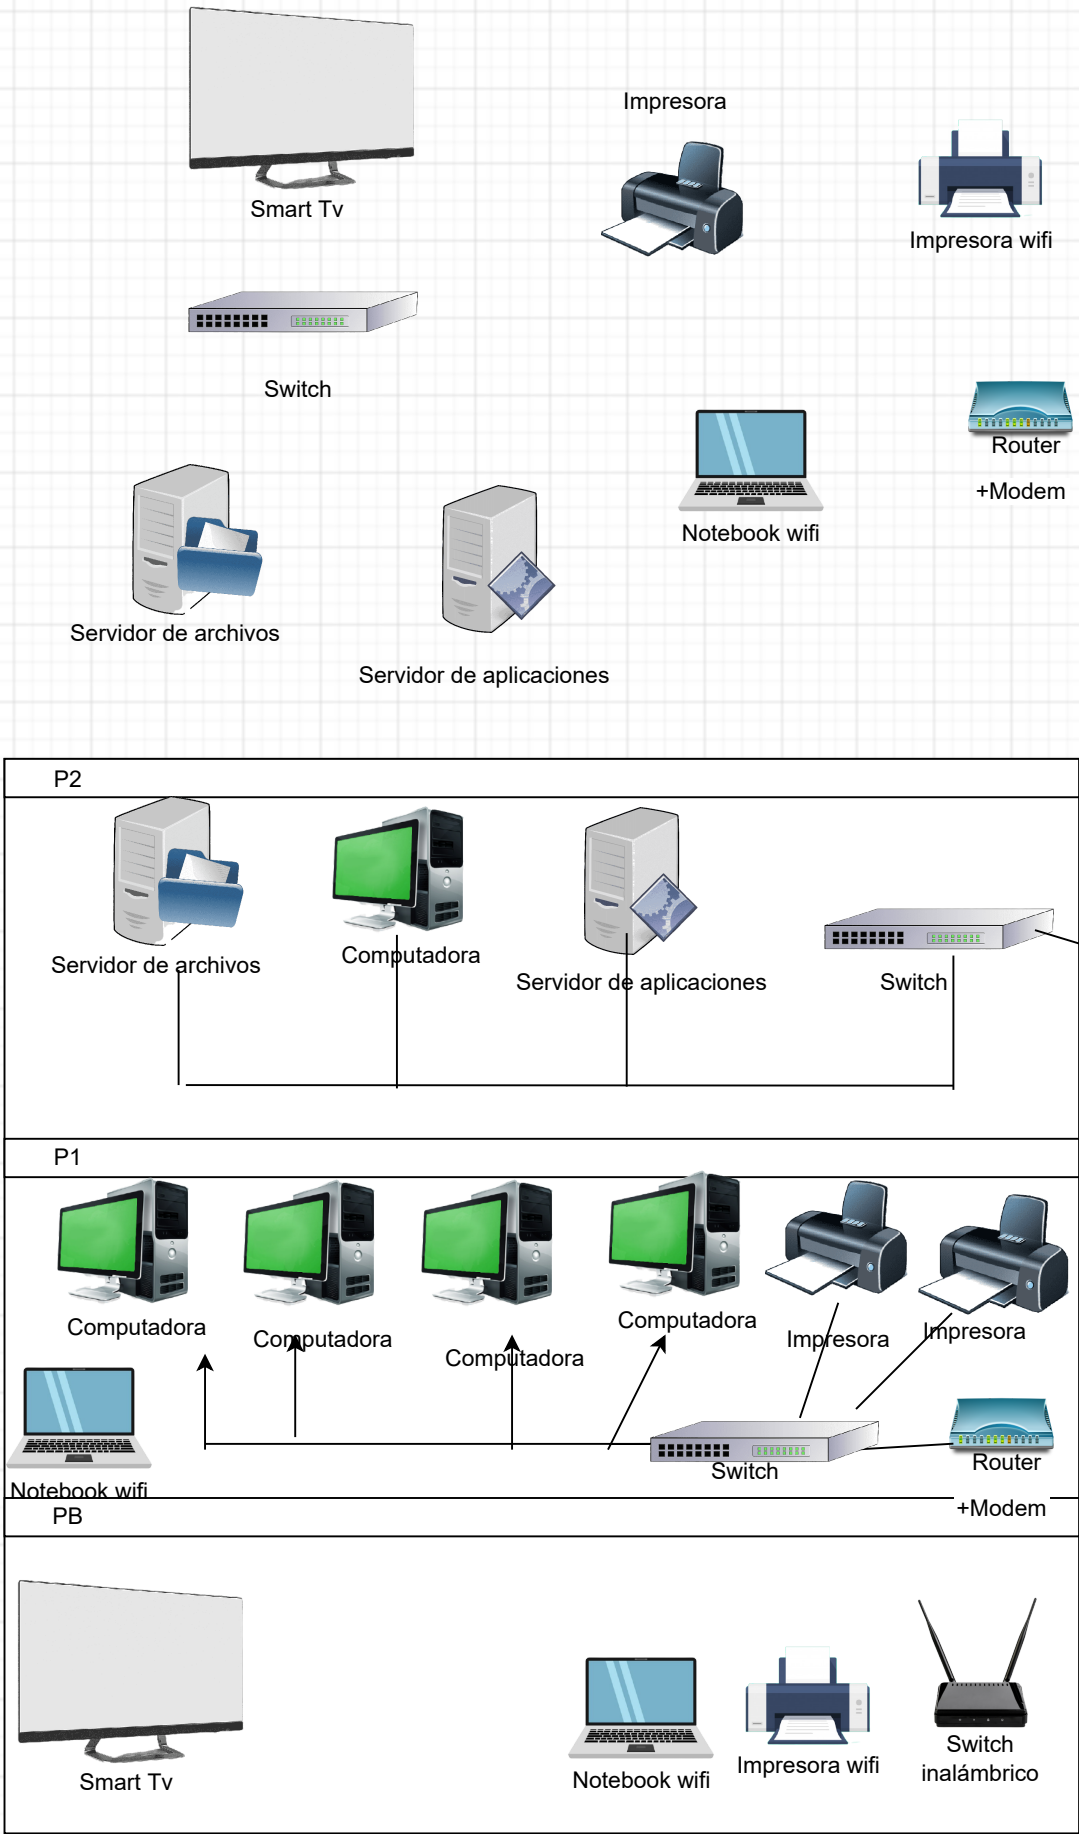 Impresora
Smart Tv
Impresora wifi
Switch
Router
+Modem
Notebook wifi
Servidor de archivos
Servidor de aplicaciones
P2
Servidor de archivos
Computadora
Servidor de aplicaciones
Switch
P1
Computadora
Computadora
Computadora
Computadora
Impresora
Impresora
Notebook wifi
Switch
Router
+Modem
PB
Smart Tv
Notebook wifi
Impresora wifi
Switch
inalámbrico